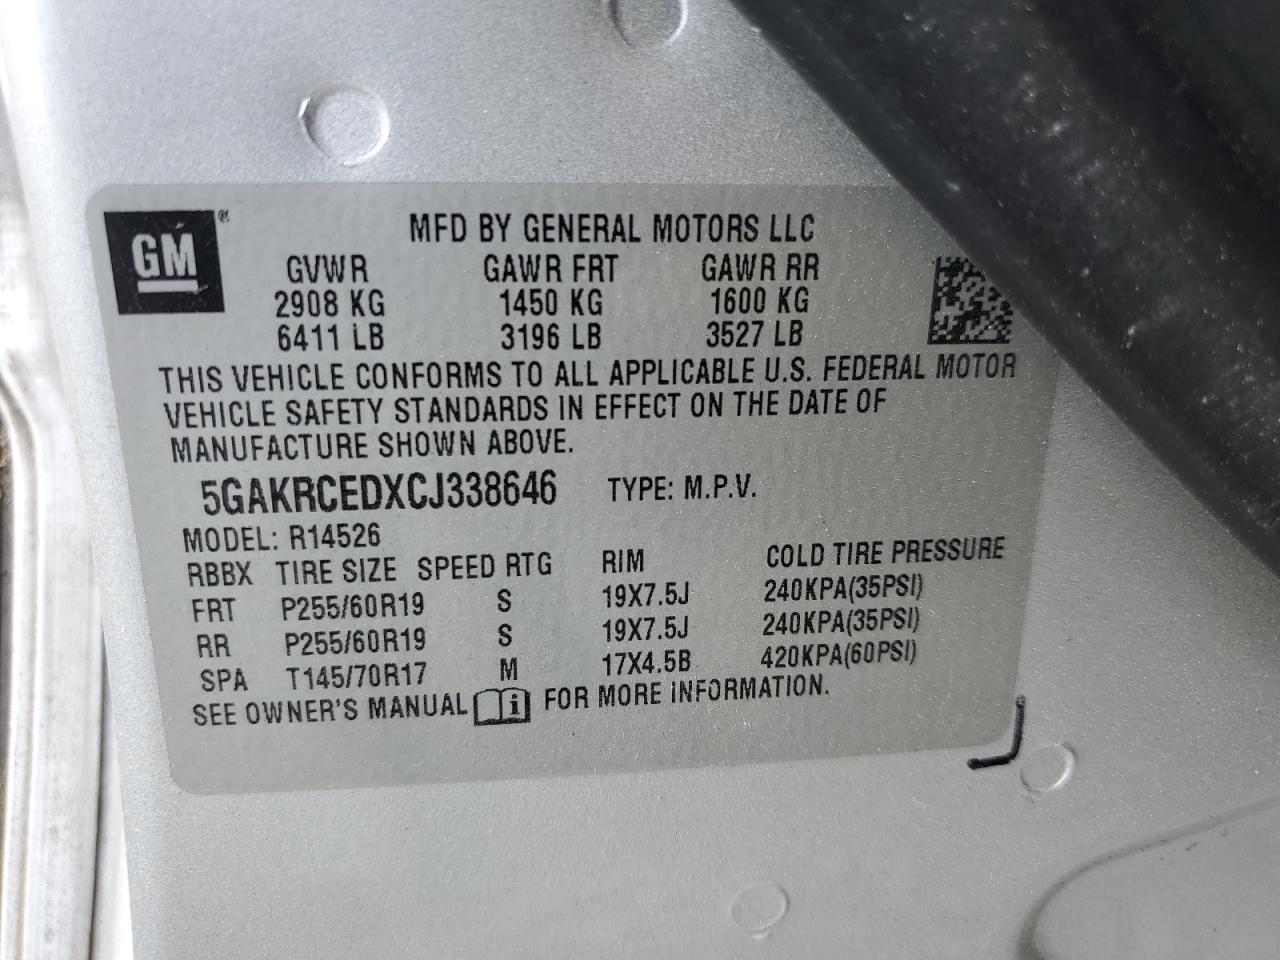 GM ®
MFD BY GENERAL MOTORS LLC
GVWR GAWR FRT GAWR RR
2908 KG 1450 KG 1600 KG
6411 LB 3196 LB 3527 LB
THIS VEHICLE CONFORMS TO ALL APPLICABLE U.S. FEDERAL MOTOR
VEHICLE SAFETY STANDARDS IN EFFECT ON THE DATE OF
MANUFACTURE SHOWN ABOVE.
5GAKRCEDXCJ338646 TYPE: M.P.V.
MODEL: R14526
RBBX TIRE SIZE SPEED RTG RIM COLD TIRE PRESSURE
FRT P255/60R19 S 19X7.5J 240KPA(35PSI)
RR P255/60R19 S 19X7.5J 240KPA(35PSI)
SPA T145/70R17 M 17X4.5B 420KPA(60PSI)
SEE OWNER'S MANUAL i FOR MORE INFORMATION.